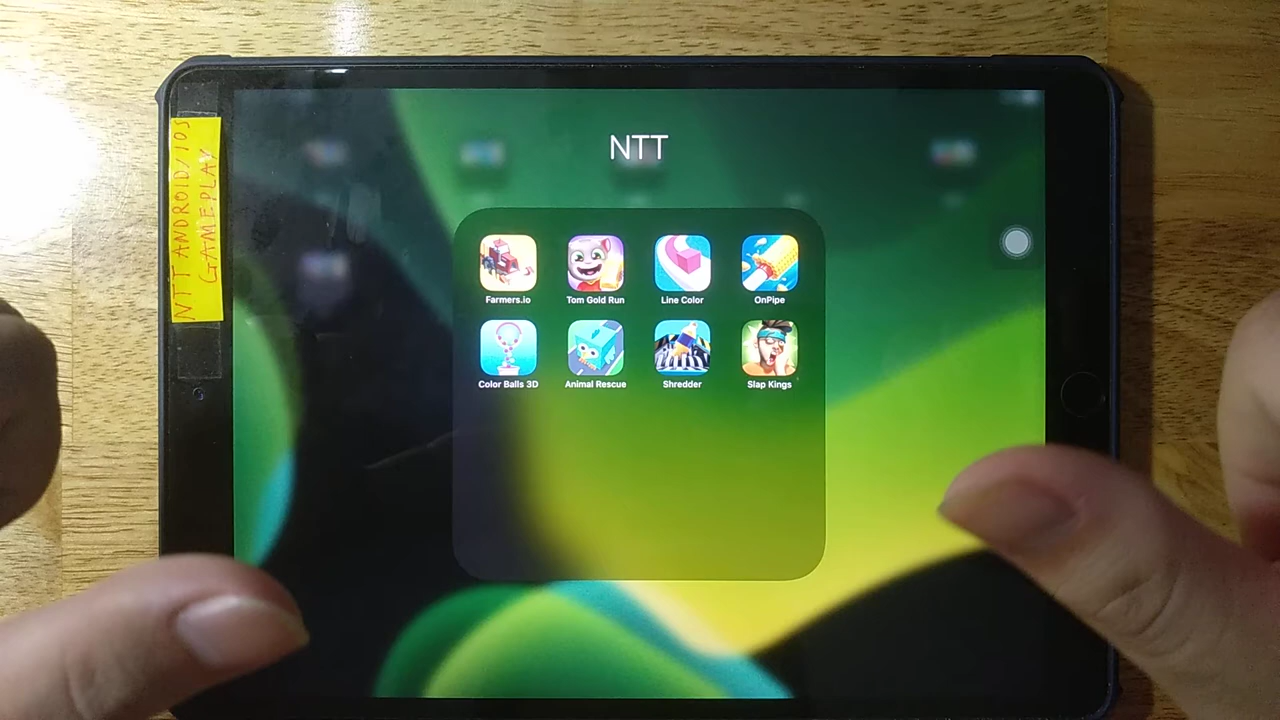 NTT ANDROID/IOS
GAMEPLAY
NTT
Farmers.io
Tom Gold Run
Line Color
OnPipe
Color Balls 3D
Animal Rescue
Shredder
Slap Kings